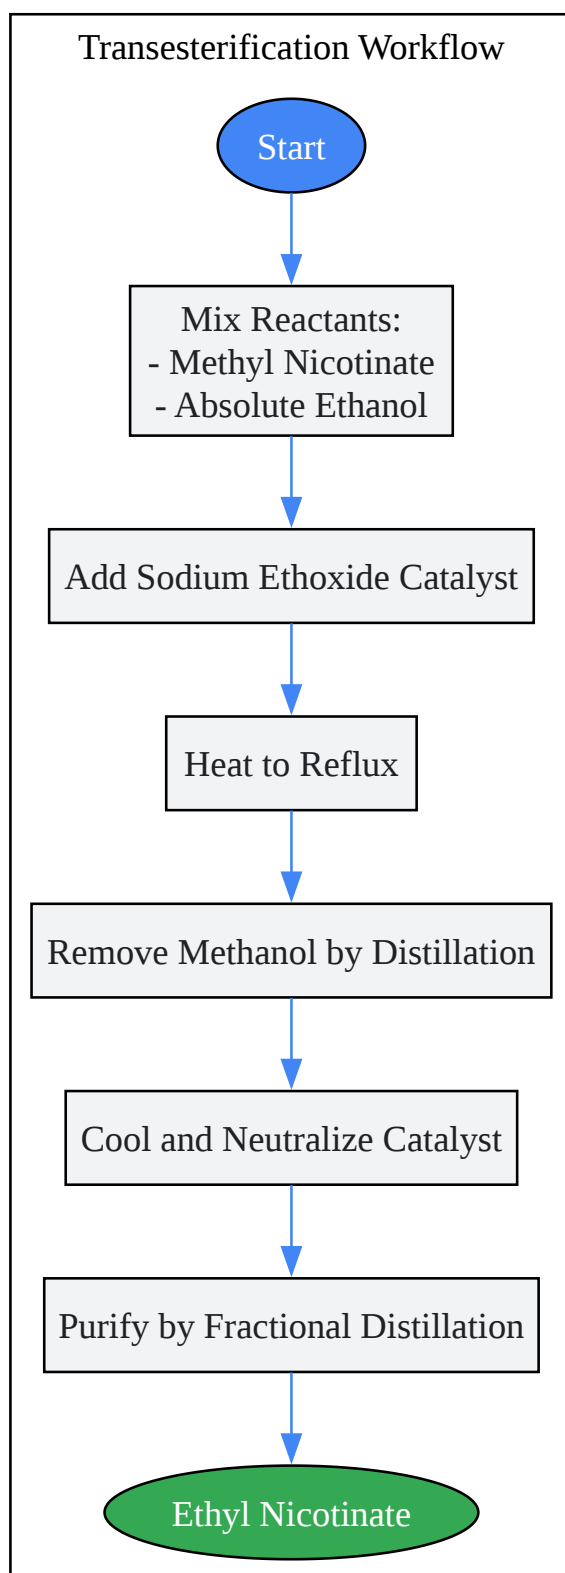 Transesterification Workflow
Start
Mix Reactants:
- Methyl Nicotinate
- Absolute Ethanol
Add Sodium Ethoxide Catalyst
Heat to Reflux
Remove Methanol by Distillation
Cool and Neutralize Catalyst
Purify by Fractional Distillation
Ethyl Nicotinate